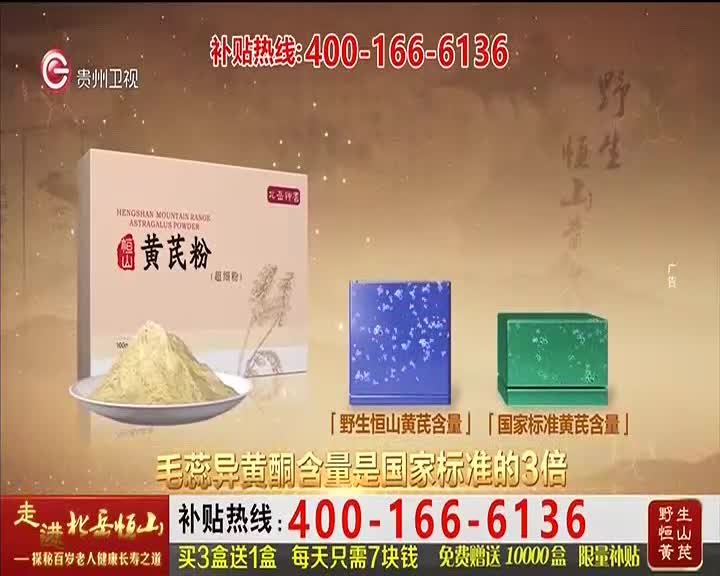 补贴热线:400-166-6136
贵州卫视
野生
恒山
北岳神耆
HENGSHAN MOUNTAIN RANGE
ASTRAGALUS POWDER
恒山
黄芪粉
(超细粉)
广告
「野生恒山黄芪含量」
「国家标准黄芪含量」
毛蕊异黄酮含量是国家标准的3倍
走进北岳恒山
—探秘百岁老人健康长寿之道
补贴热线:400-166-6136
买3盒送1盒 每天只需7块钱 免费赠送10000盒 限量补贴
野生
恒山
黄芪